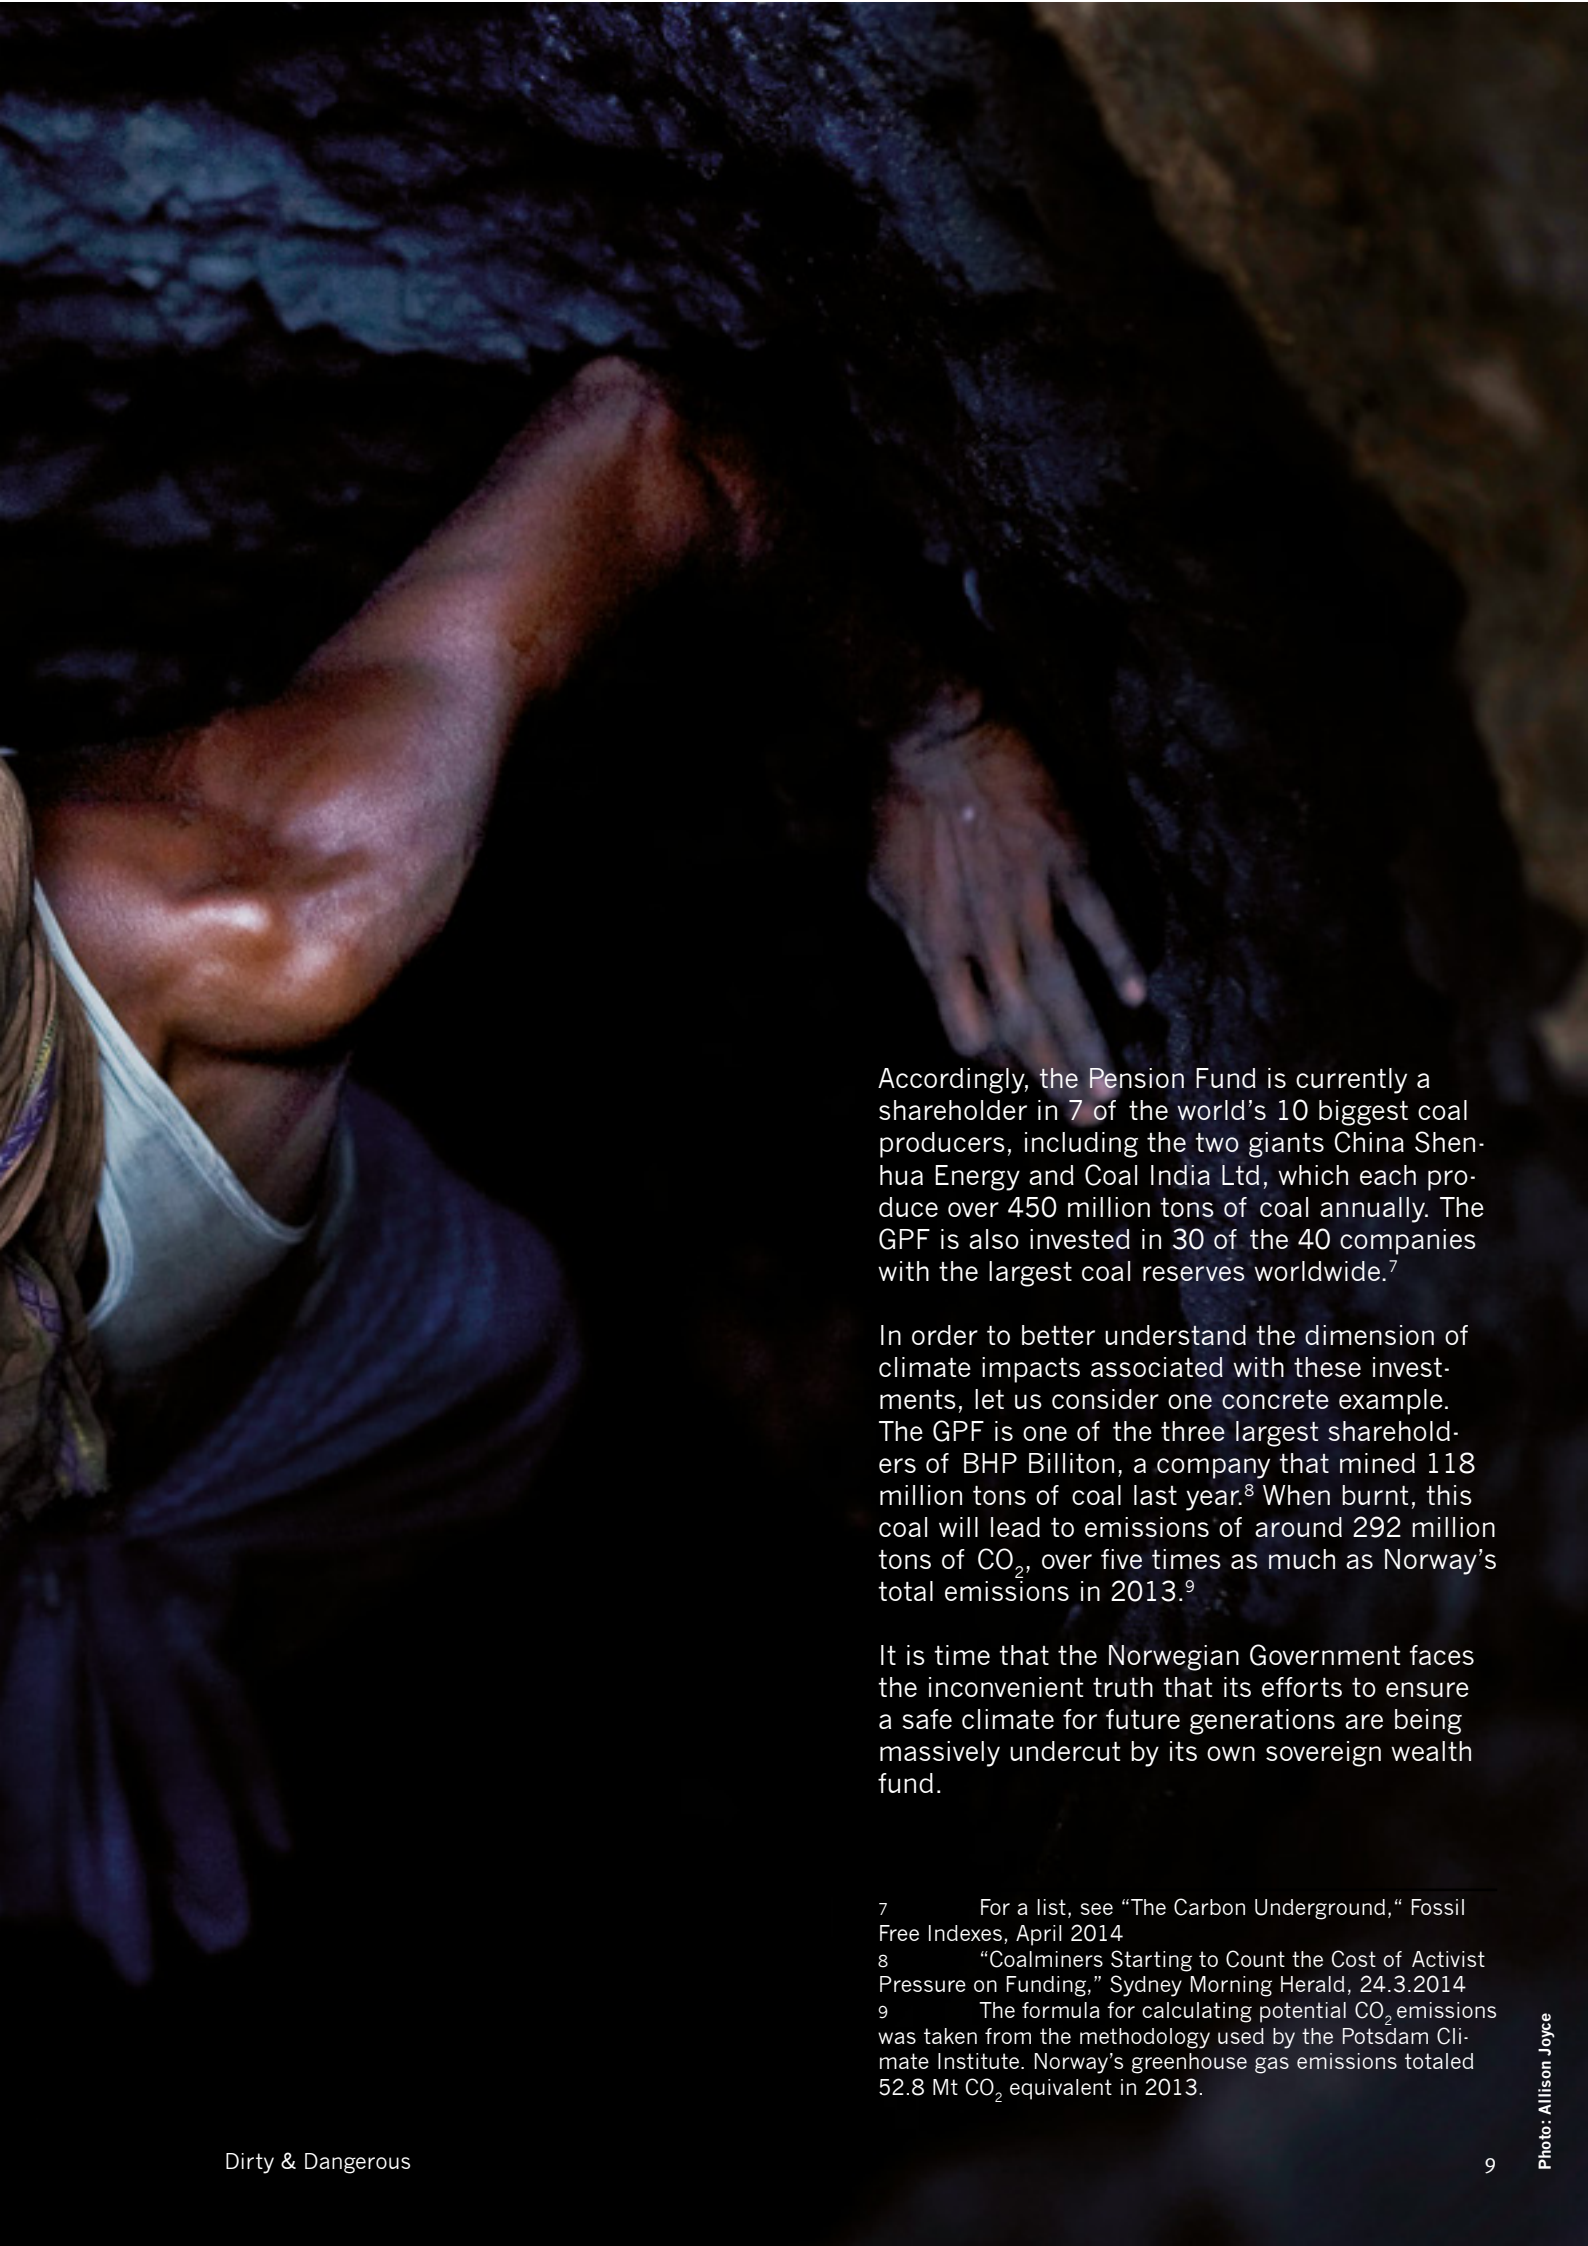 Accordingly, the Pension Fund is currently a
shareholder in 7 of the world’s 10 biggest coal
producers, including the two giants China Shen-
hua Energy and Coal India Ltd, which each pro-
duce over 450 million tons of coal annually. The
GPF is also invested in 30 of the 40 companies
with the largest coal reserves worldwide.7
In order to better understand the dimension of
climate impacts associated with these invest-
ments, let us consider one concrete example.
The GPF is one of the three largest sharehold-
ers of BHP Billiton, a company that mined 118
million tons of coal last year.8 When burnt, this
coal will lead to emissions of around 292 million
tons of CO2, over five times as much as Norway’s
total emissions in 2013.9
It is time that the Norwegian Government faces
the inconvenient truth that its efforts to ensure
a safe climate for future generations are being
massively undercut by its own sovereign wealth
fund.
7 For a list, see “The Carbon Underground,“ Fossil
Free Indexes, April 2014
8 “Coalminers Starting to Count the Cost of Activist
Pressure on Funding,” Sydney Morning Herald, 24.3.2014
9 The formula for calculating potential CO2 emissions
was taken from the methodology used by the Potsdam Cli-
mate Institute. Norway’s greenhouse gas emissions totaled
52.8 Mt CO2 equivalent in 2013.
Photo: Allison Joyce
Dirty & Dangerous
9